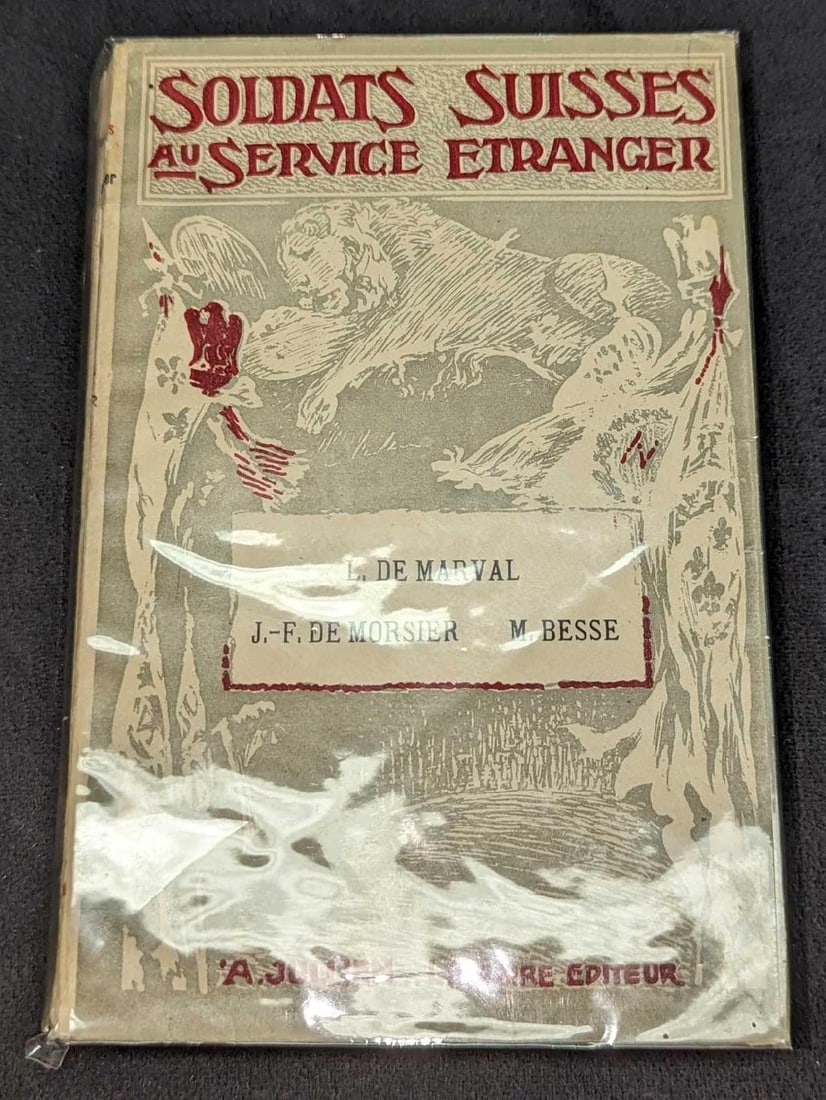 SOLDATS SUISSES
AU SERVICE ETRANGER
L. DE MARVAL
J.-F. DE MORSIER M. BESSE
A. EDITEUR